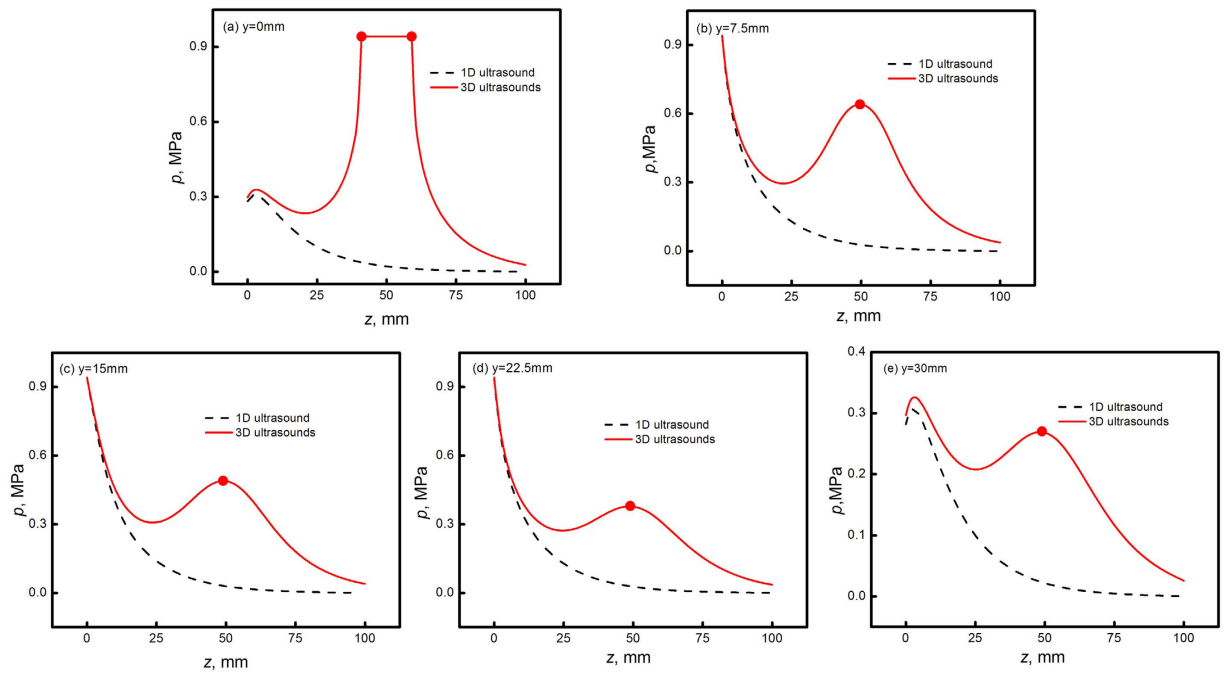 (a) y=0mm
1D ultrasound
3D ultrasounds
p, MPa
0.9
0.6
0.3
0.0
0
25
50
75
100
z, mm
(b) y=7.5mm
1D ultrasound
3D ultrasounds
p,MPa
0.9
0.6
0.3
0.0
0
25
50
75
100
z, mm
(c) y=15mm
1D ultrasound
3D ultrasounds
p, MPa
0.9
0.6
0.3
0.0
0
25
50
75
100
z, mm
(d) y=22.5mm
1D ultrasound
3D ultrasounds
p, MPa
0.9
0.6
0.3
0.0
0
25
50
75
100
z, mm
(e) y=30mm
1D ultrasound
3D ultrasounds
p,MPa
0.4
0.3
0.2
0.1
0.0
0
25
50
75
100
z, mm